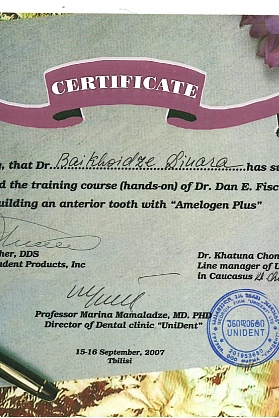 CERTIFICATE
, that Dr. Baikhoidze Dinara has su
d the training course (hands-on) of Dr. Dan E. Fisc
uilding an anterior tooth with "Amelogen Plus"
her, DDS
dent Products, Inc
Dr. Khatuna Chon
Line manager of U
in Caucasus
Professor Marina Mamaladze, MD. PHD
Director of Dental clinic "UniDent"
UNIDENT
15-16 September, 2007
Tbilisi